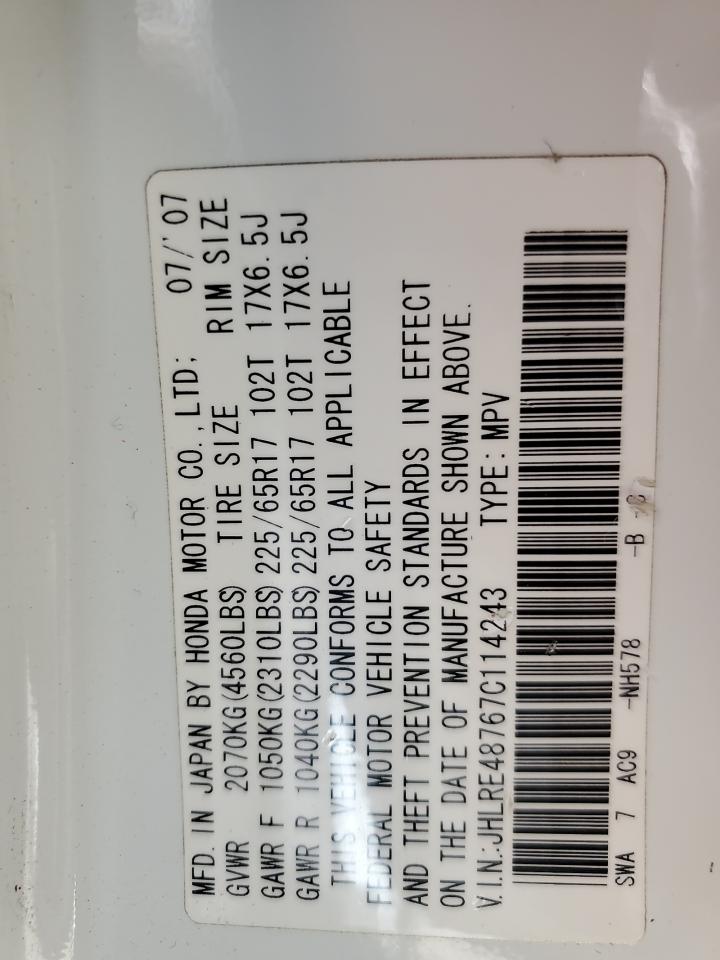 MFD. IN JAPAN BY HONDA MOTOR CO., LTD; 07/'07
GVWR 2070KG(4560LBS) TIRE SIZE RIM SIZE
GAWR F 1050KG(2310LBS) 225/65R17 102T 17X6.5J
GAWR R 1040KG(2290LBS) 225/65R17 102T 17X6.5J
THIS VEHICLE CONFORMS TO ALL APPLICABLE
FEDERAL MOTOR VEHICLE SAFETY
AND THEFT PREVENTION STANDARDS IN EFFECT
ON THE DATE OF MANUFACTURE SHOWN ABOVE.
V.I.N.:JHLRE48767C114243 TYPE: MPV
SWA 7 AC9 -NH578 -B